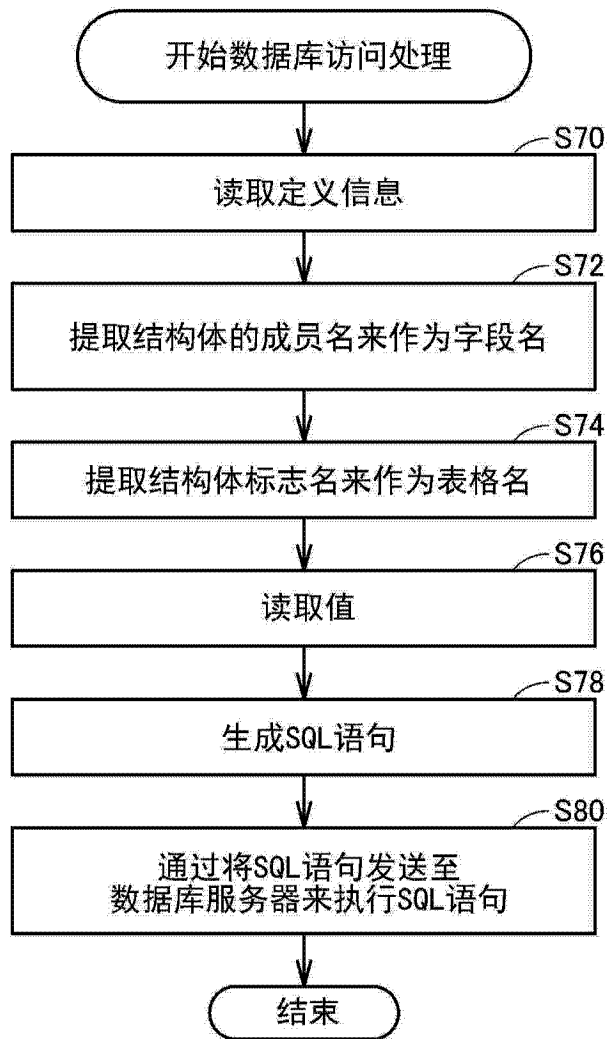 开始数据库访问处理
S70
读取定义信息
S72
提取结构体的成员名来作为字段名
S74
提取结构体标志名来作为表格名
S76
读取值
S78
生成SQL语句
S80
通过将SQL语句发送至
数据库服务器来执行SQL语句
结束